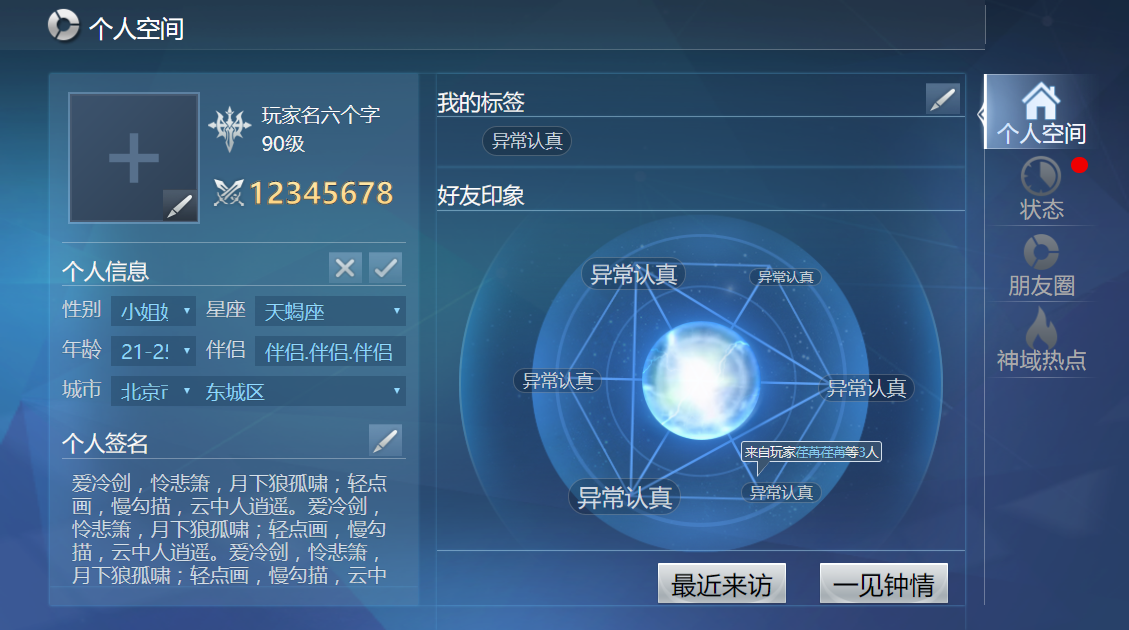 个人空间
玩家名六个字
90级
12345678
个人信息
性别 小姐 星座 天蝎座
年龄 21-2 伴侣 伴侣.伴侣.伴侣
城市 北京 东城区
个人签名
爱冷剑，怜悲箫，月下狼孤啸；轻点
画，慢勾描，云中人逍遥。爱冷剑，
怜悲箫，月下狼孤啸；轻点画，慢勾
描，云中人逍遥。爱冷剑，怜悲箫，
月下狼孤啸；轻点画，慢勾描，云中
我的标签
异常认真
好友印象
异常认真 异常认真
异常认真 异常认真
来自玩家荏苒荏苒等3人
异常认真 异常认真
最近来访 一见钟情
个人空间
状态
朋友圈
神域热点